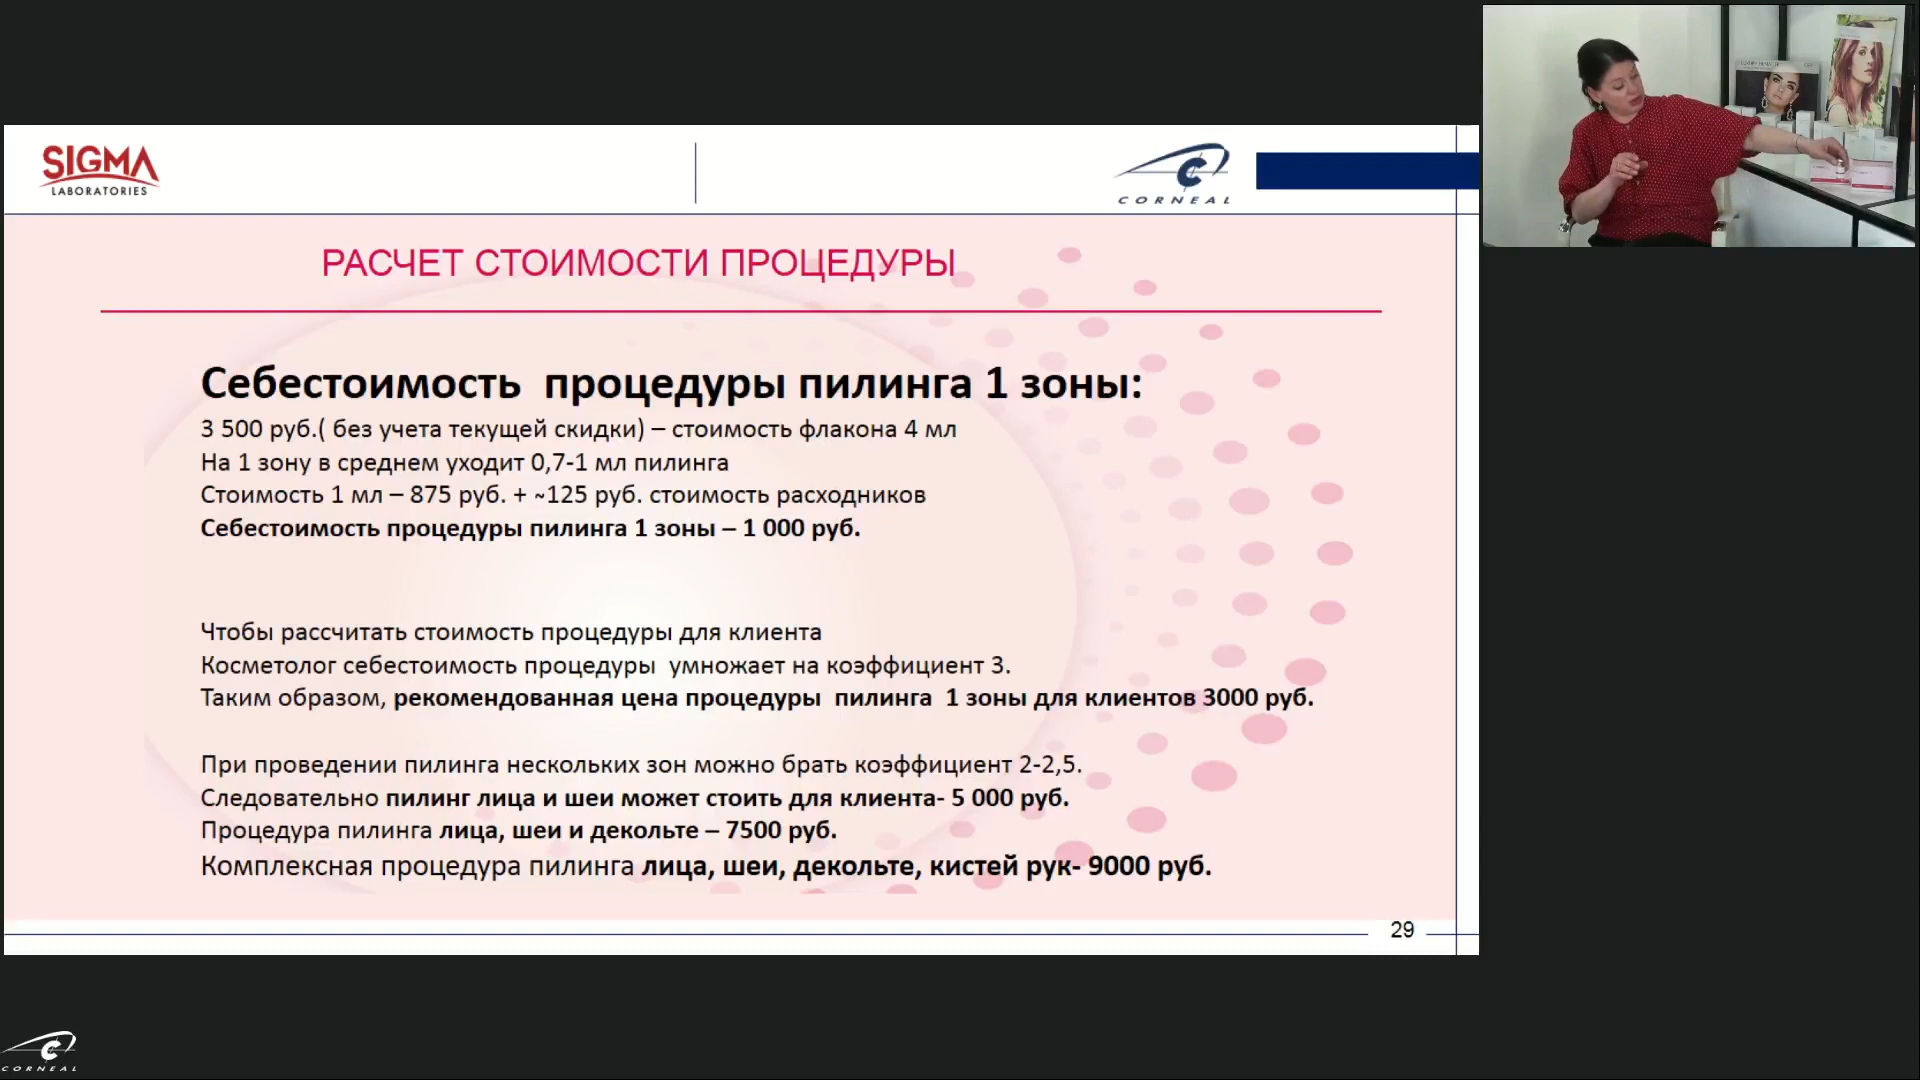 SIGMA
LABORATORIES
CORNEAL
РАСЧЕТ СТОИМОСТИ ПРОЦЕДУРЫ
Себестоимость процедуры пилинга 1 зоны:
3 500 руб.( без учета текущей скидки) – стоимость флакона 4 мл
На 1 зону в среднем уходит 0,7-1 мл пилинга
Стоимость 1 мл – 875 руб. + ~125 руб. стоимость расходников
Себестоимость процедуры пилинга 1 зоны – 1 000 руб.
Чтобы рассчитать стоимость процедуры для клиента
Косметолог себестоимость процедуры умножает на коэффициент 3.
Таким образом, рекомендованная цена процедуры пилинга 1 зоны для клиентов 3000 руб.
При проведении пилинга нескольких зон можно брать коэффициент 2-2,5.
Следовательно пилинг лица и шеи может стоить для клиента- 5 000 руб.
Процедура пилинга лица, шеи и декольте – 7500 руб.
Комплексная процедура пилинга лица, шеи, декольте, кистей рук- 9000 руб.
29
CORNEAL